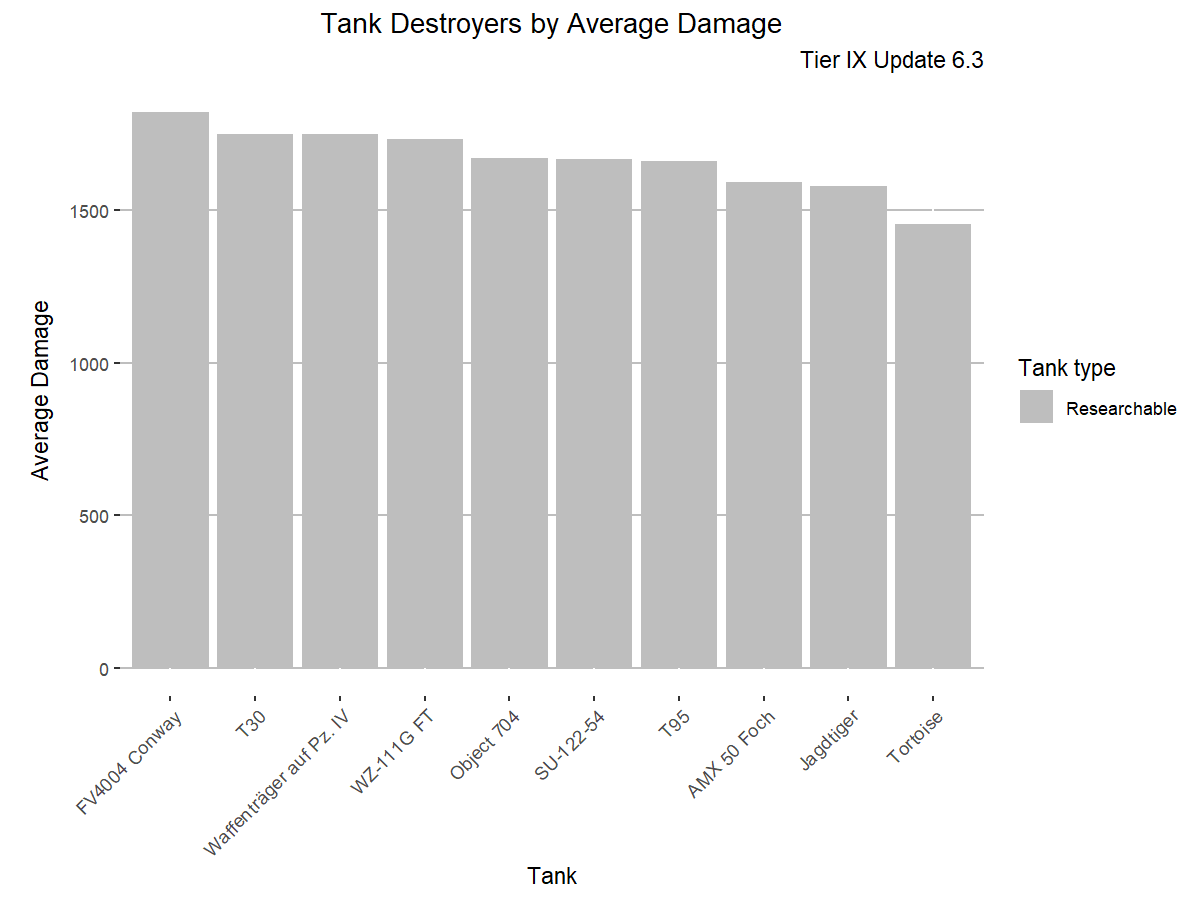 Tank Destroyers by Average Damage
Tier IX Update 6.3
Average Damage
1500
1000
500
0
FV4004 Conway
T30
Waffenträger auf Pz. IV
WZ-111G FT
Object 704
SU-122-54
T95
AMX 50 Foch
Jagdtiger
Tortoise
Tank
Tank type
Researchable